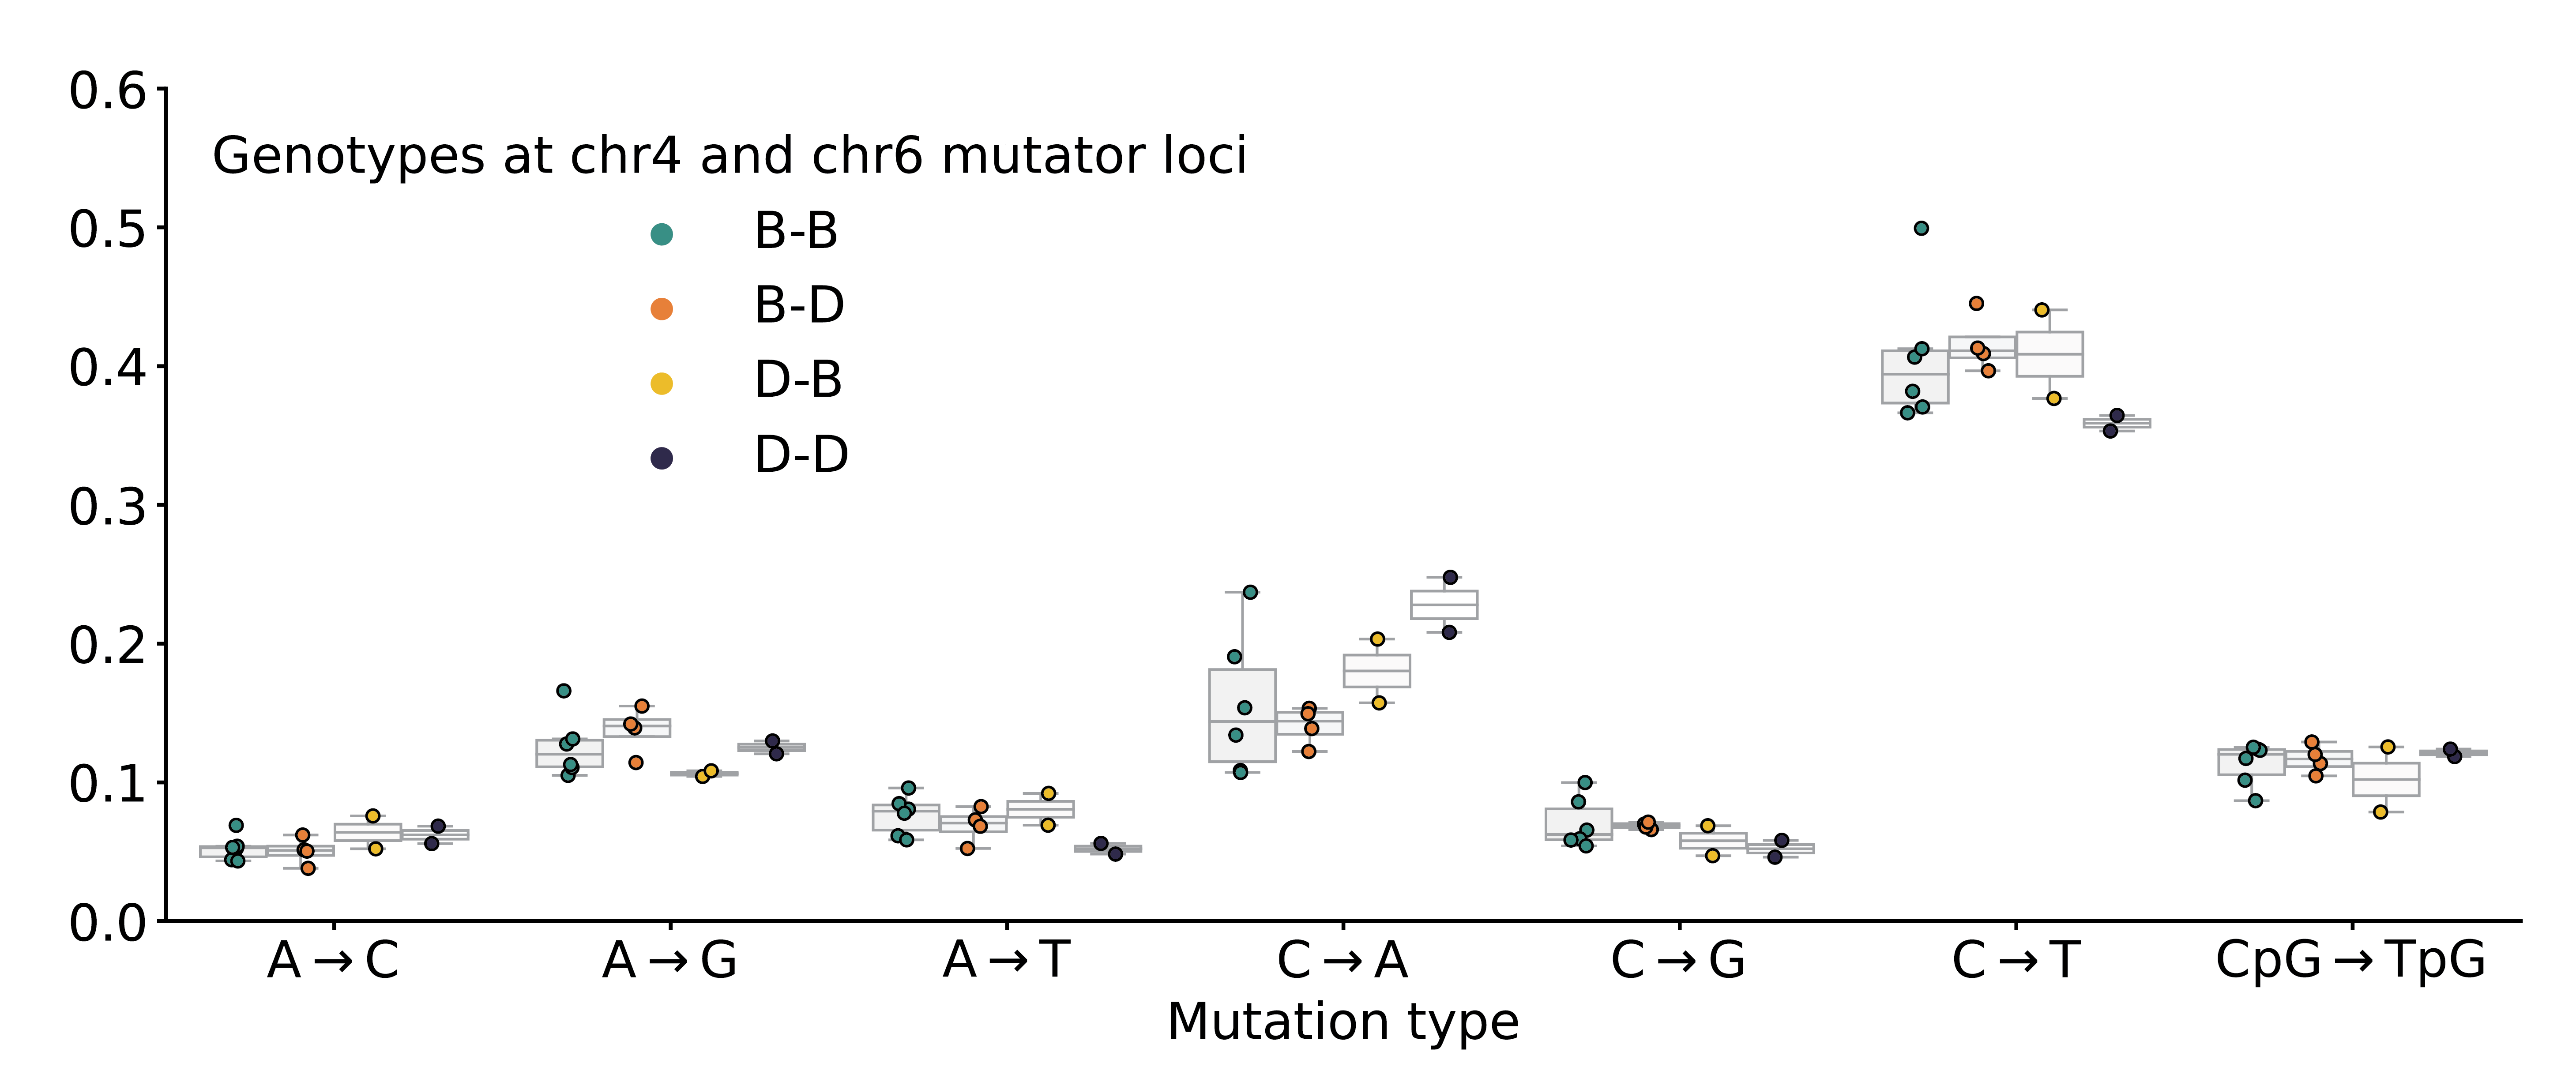 0.6
0.5
0.4
0.3
0.2
0.1
0.0
Genotypes at chr4 and chr6 mutator loci
B-B
B-D
D-B
D-D
A→C
A→G
A→T
C→A
C→G
C→T
CpG→TpG
Mutation type